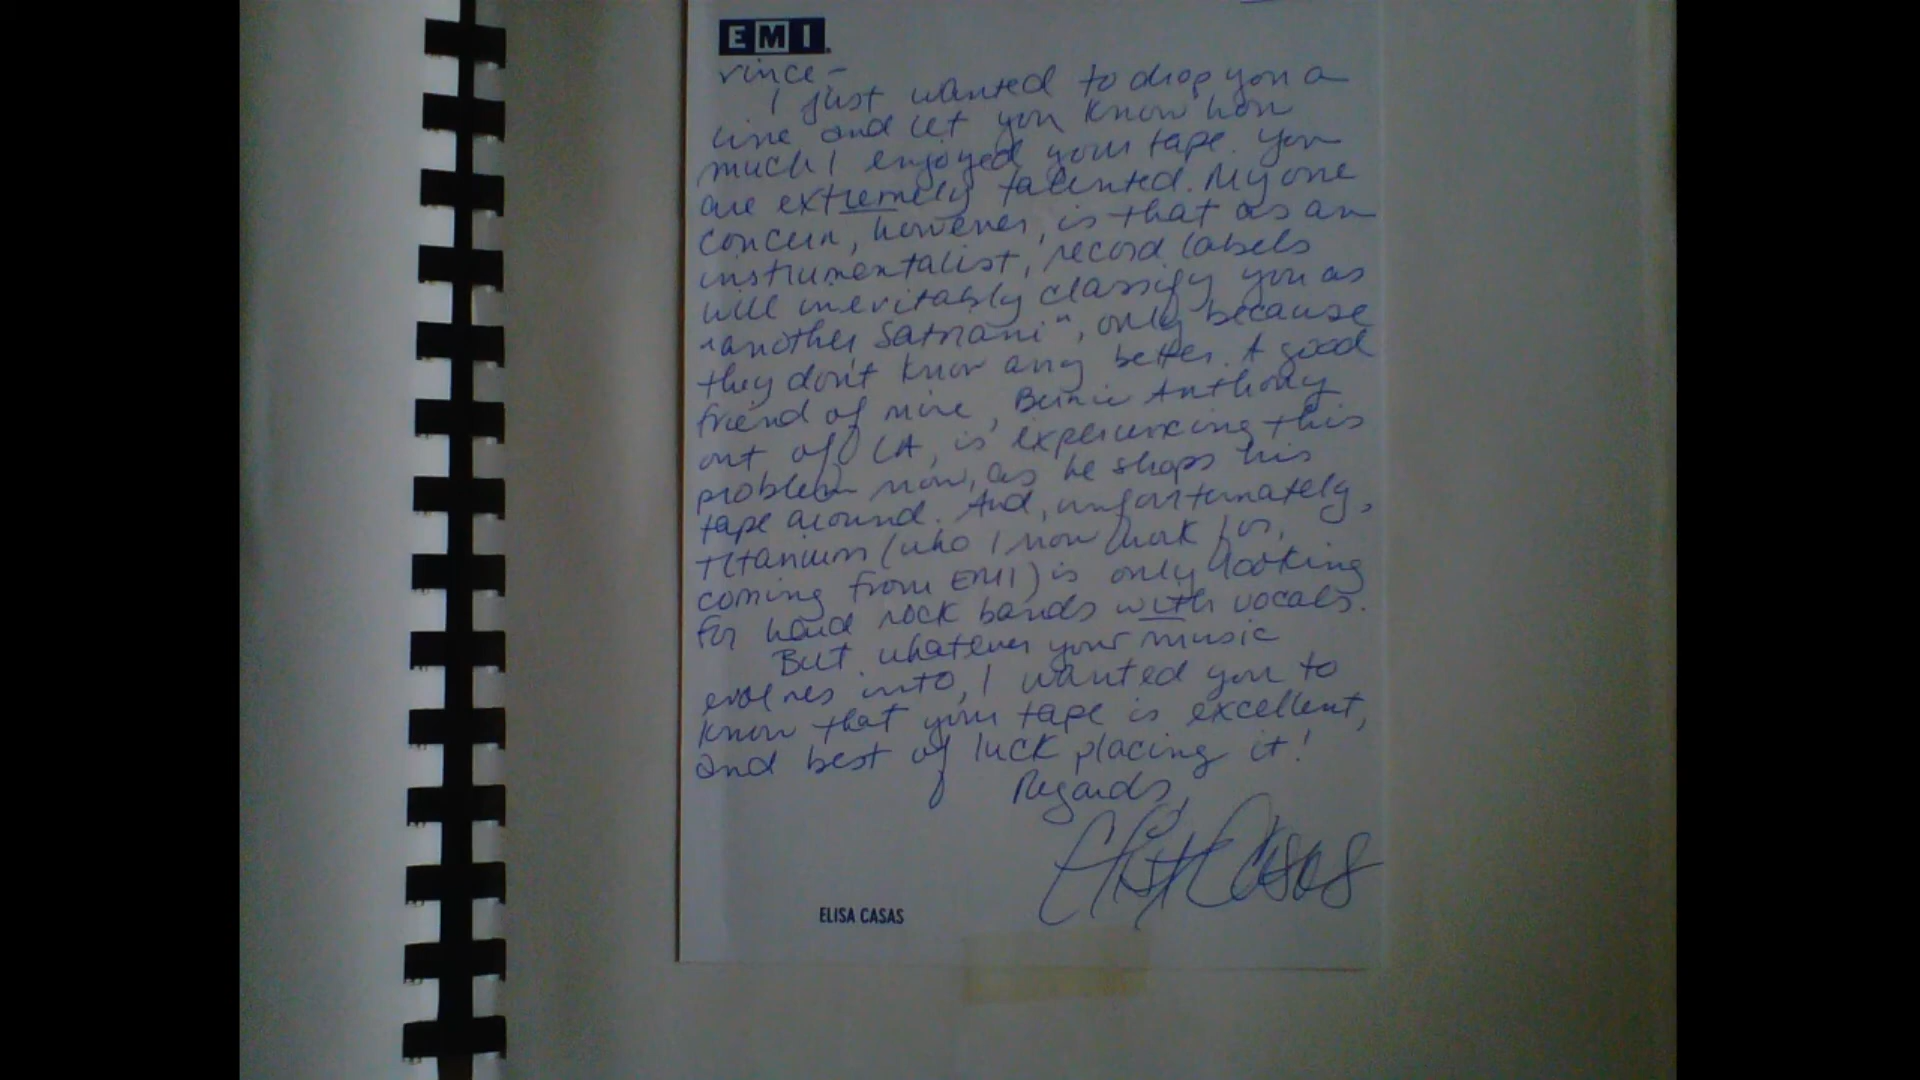 EMI
Vince -
I just wanted to drop you a
line and let you know how
much I enjoyed your tape. You
are extremely talented. My one
concern, however, is that as an
instrumentalist, record labels
will inevitably classify you as
"another Satriani", only because
they don't know any better. A good
friend of mine, Bernie Anthony
out of LA, is experiencing this
problem now, as he shops his
tape around. And, unfortunately,
Titanium (who I now work for,
coming from EMI) is only looking
for hard rock bands with vocals.
But whatever your music
evolves into, I wanted you to
know that your tape is excellent,
and best of luck placing it!
Regards,
Elisa Casas
ELISA CASAS